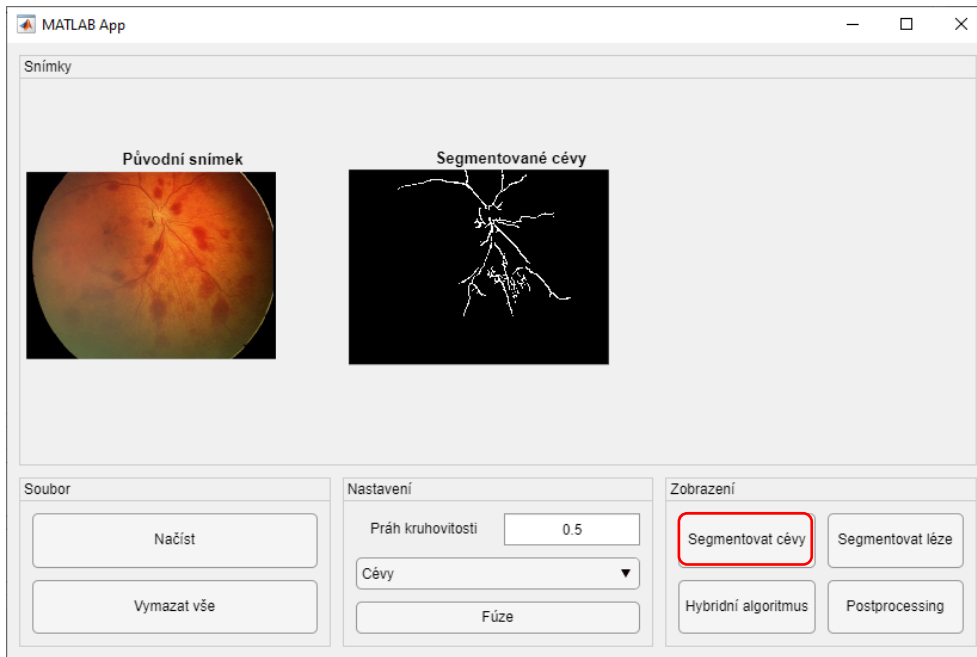 MATLAB App
Snímky
Původní snímek
Segmentované cévy
Soubor
Načíst
Vymazat vše
Nastavení
Práh kruhovitosti 0.5
Cévy
Fúze
Zobrazení
Segmentovat cévy Segmentovat léze
Hybridní algoritmus Postprocessing